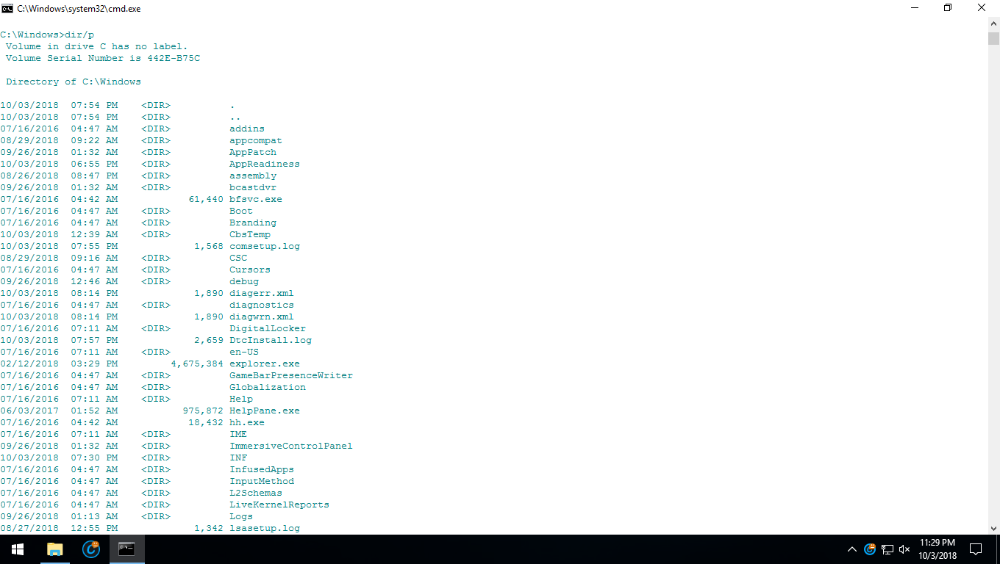 C:\Windows\system32\cmd.exe
C:\Windows>dir/p
 Volume in drive C has no label.
 Volume Serial Number is 442E-B75C
 Directory of C:\Windows
10/03/2018  07:54 PM    <DIR>          .
10/03/2018  07:54 PM    <DIR>          ..
07/16/2016  04:47 AM    <DIR>          addins
08/29/2018  09:22 AM    <DIR>          appcompat
09/26/2018  01:32 AM    <DIR>          AppPatch
10/03/2018  06:55 PM    <DIR>          AppReadiness
08/26/2018  08:47 PM    <DIR>          assembly
09/26/2018  01:32 AM    <DIR>          bcastdvr
07/16/2016  04:42 AM            61,440 bfsvc.exe
07/16/2016  04:47 AM    <DIR>          Boot
07/16/2016  04:47 AM    <DIR>          Branding
10/03/2018  12:39 AM    <DIR>          CbsTemp
10/03/2018  07:55 PM             1,568 comsetup.log
08/29/2018  09:16 AM    <DIR>          CSC
07/16/2016  04:47 AM    <DIR>          Cursors
09/26/2018  12:46 AM    <DIR>          debug
10/03/2018  08:14 PM             1,890 diagerr.xml
07/16/2016  04:47 AM    <DIR>          diagnostics
10/03/2018  08:14 PM             1,890 diagwrn.xml
07/16/2016  07:11 AM    <DIR>          DigitalLocker
10/03/2018  07:57 PM             2,659 DtcInstall.log
07/16/2016  07:11 AM    <DIR>          en-US
02/12/2018  03:29 PM         4,675,384 explorer.exe
07/16/2016  04:47 AM    <DIR>          GameBarPresenceWriter
07/16/2016  04:47 AM    <DIR>          Globalization
07/16/2016  07:11 AM    <DIR>          Help
06/03/2017  01:52 AM           975,872 HelpPane.exe
07/16/2016  04:42 AM            18,432 hh.exe
07/16/2016  07:11 AM    <DIR>          IME
09/26/2018  01:32 AM    <DIR>          ImmersiveControlPanel
10/03/2018  07:30 PM    <DIR>          INF
07/16/2016  04:47 AM    <DIR>          InfusedApps
07/16/2016  04:47 AM    <DIR>          InputMethod
07/16/2016  04:47 AM    <DIR>          L2Schemas
07/16/2016  04:47 AM    <DIR>          LiveKernelReports
09/26/2018  01:13 AM    <DIR>          Logs
08/27/2018  12:55 PM             1,342 lsasetup.log
11:29 PM
10/3/2018